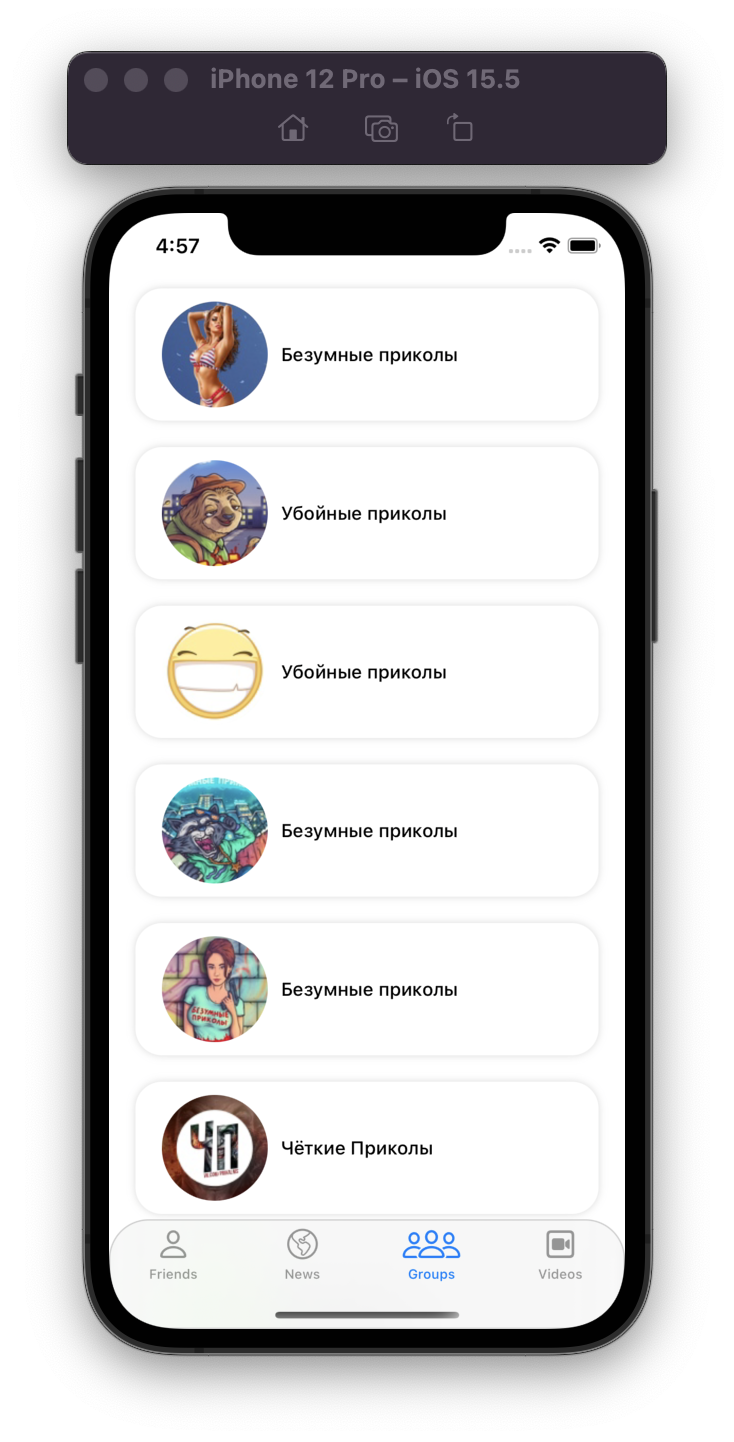 iPhone 12 Pro – iOS 15.5
4:57
Безумные приколы
Убойные приколы
Убойные приколы
Безумные приколы
БЕЗУМНЫЕ
ПРИКОЛЫ
Безумные приколы
ЧП
Чёткие Приколы
Friends
News
Groups
Videos